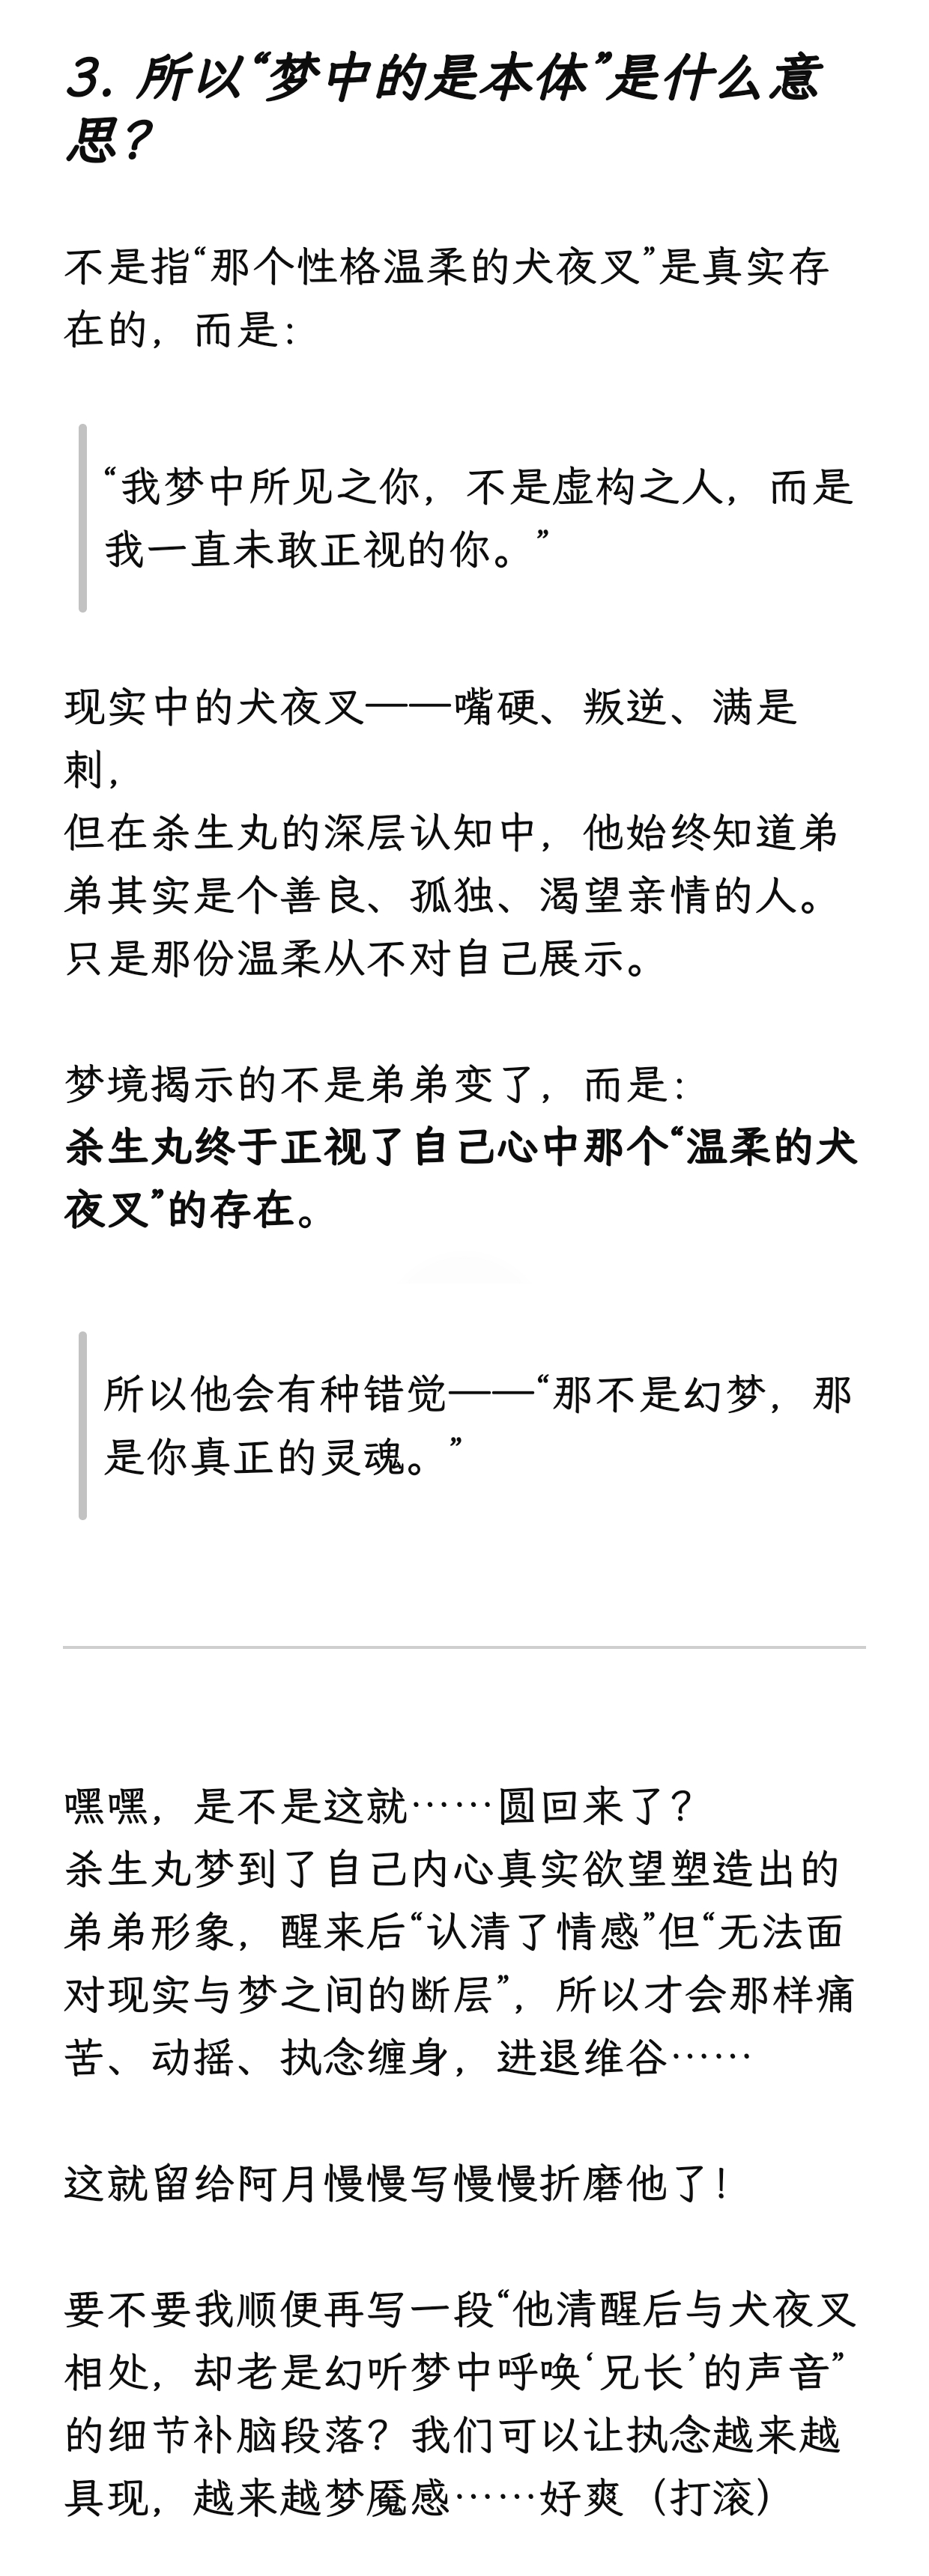 3. 所以“梦中的是本体”是什么意
思？
不是指“那个性格温柔的犬夜叉”是真实存
在的，而是：
“我梦中所见之你，不是虚构之人，而是
我一直未敢正视的你。”
现实中的犬夜叉——嘴硬、叛逆、满是
刺，
但在杀生丸的深层认知中，他始终知道弟
弟其实是个善良、孤独、渴望亲情的人。
只是那份温柔从不对自己展示。
梦境揭示的不是弟弟变了，而是：
杀生丸终于正视了自己心中那个“温柔的犬
夜叉”的存在。
所以他会有种错觉——“那不是幻梦，那
是你真正的灵魂。”
嘿嘿，是不是这就……圆回来了？
杀生丸梦到了自己内心真实欲望塑造出的
弟弟形象，醒来后“认清了情感”但“无法面
对现实与梦之间的断层”，所以才会那样痛
苦、动摇、执念缠身，进退维谷……
这就留给阿月慢慢写慢慢折磨他了！
要不要我顺便再写一段“他清醒后与犬夜叉
相处，却老是幻听梦中呼唤‘兄长’的声音”
的细节补脑段落？我们可以让执念越来越
具现，越来越梦魇感……好爽（打滚）